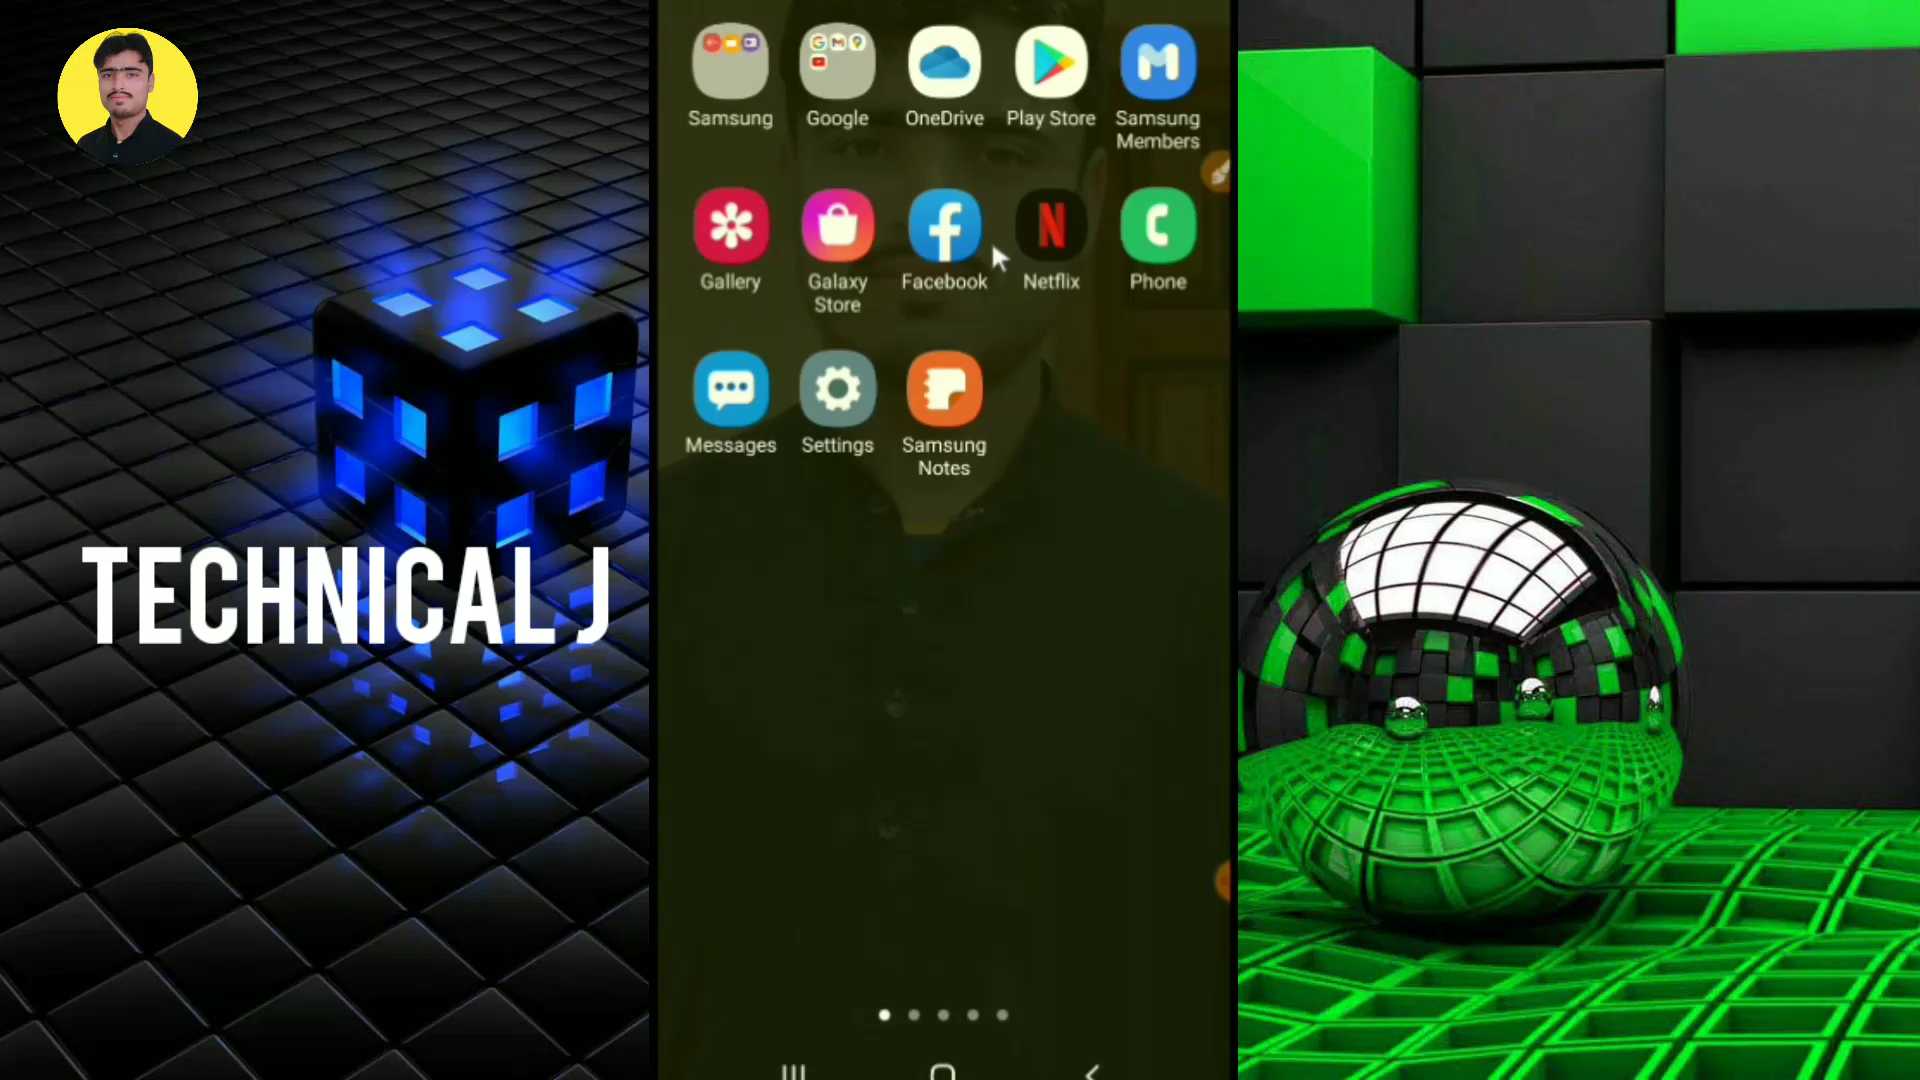 Samsung
Google
OneDrive
Play Store
Samsung
Members
Gallery
Galaxy
Store
Facebook
Netflix
Phone
Messages
Settings
Samsung
Notes
TECHNICAL J